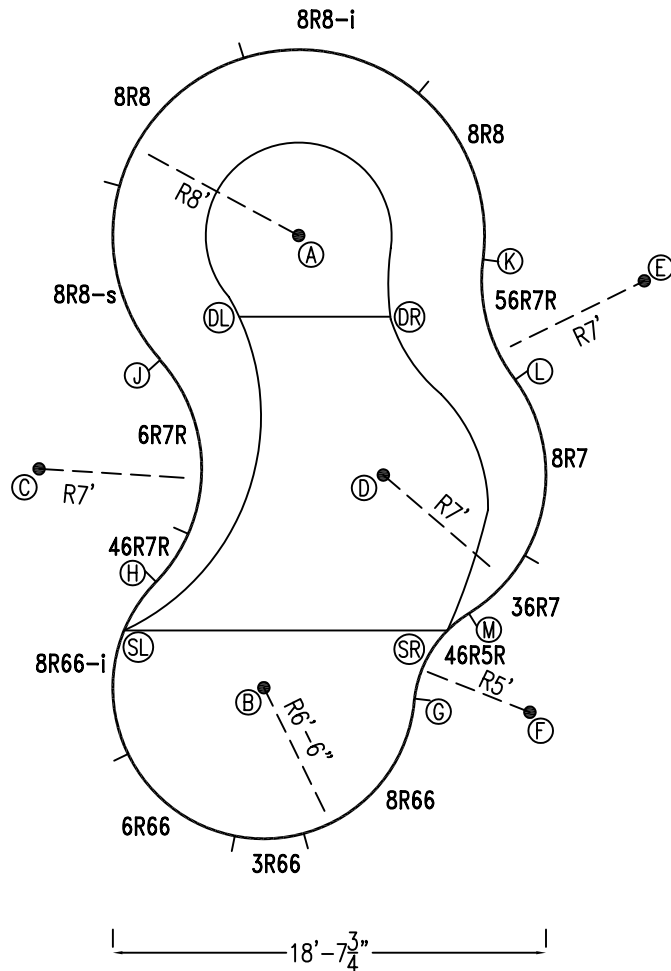 8R8-i
8R8
8R8
R8'
A
K
E
56R7R
8R8-s
DL
DR
R7'
J
L
6R7R
8R7
C
R7'
D
R7'
46R7R
H
36R7
M
SL
SR
46R5R
8R66-i
B
R5'
G
F
R6'-6"
8R66
6R66
3R66
18'-7 3/4"